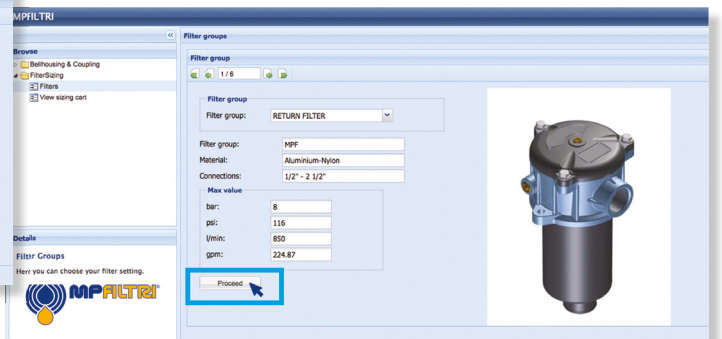 MPFILTRI
Browse
Bellhousing & Coupling
FilterSizing
Filters
View sizing cart
Details
Filter Groups
Here you can choose your filter setting.
MPFILTRI®
Filter groups
Filter group
1 / 6
Filter group
Filter group: RETURN FILTER
Filter group: MPF
Material: Aluminium-Nylon
Connections: 1/2" - 2 1/2"
Max value
bar: 8
psi: 116
l/min: 850
gpm: 224.87
Proceed